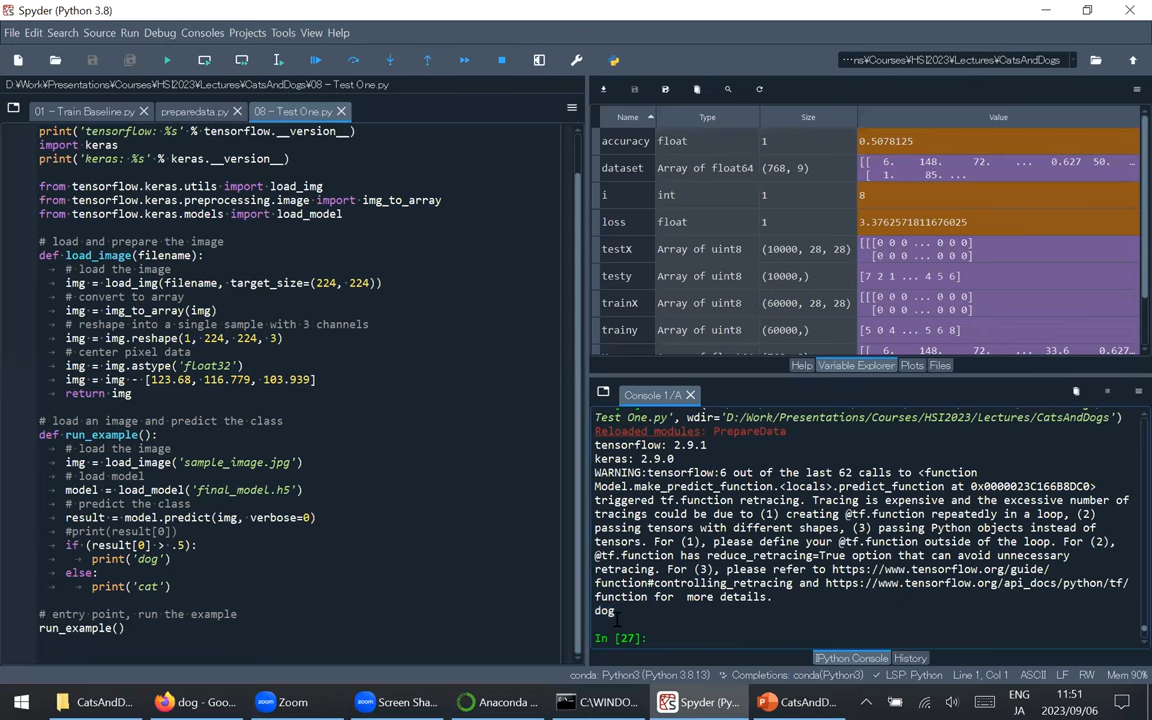 Spyder (Python 3.8)
File Edit Search Source Run Debug Consoles Projects Tools View Help
···ns¥Courses¥HSI2023¥Lectures¥CatsAndDogs
D:¥Work¥Presentations¥Courses¥HSI2023¥Lectures¥CatsAndDogs¥08 – Test One.py
01 – Train Baseline.py preparedata.py 08 – Test One.py
print('tensorflow: %s' % tensorflow.__version__)
import keras
print('keras: %s' % keras.__version__)
from tensorflow.keras.utils import load_img
from tensorflow.keras.preprocessing.image import img_to_array
from tensorflow.keras.models import load_model
# load and prepare the image
def load_image(filename):
# load the image
img = load_img(filename, target_size=(224, 224))
# convert to array
img = img_to_array(img)
# reshape into a single sample with 3 channels
img = img.reshape(1, 224, 224, 3)
# center pixel data
img = img.astype('float32')
img = img - [123.68, 116.779, 103.939]
return img
# load an image and predict the class
def run_example():
# load the image
img = load_image('sample_image.jpg')
# load model
model = load_model('final_model.h5')
# predict the class
result = model.predict(img, verbose=0)
#print(result[0])
if (result[0] > .5):
print('dog')
else:
print('cat')
# entry point, run the example
run_example()
Name Type Size Value
accuracy float 1 0.5078125
dataset Array of float64 (768, 9) [[ 6. 148. 72. ... 0.627 50. …
[ 1. 85. ...
i int 1 8
loss float 1 3.3762571811676025
testX Array of uint8 (10000, 28, 28) [[[0 0 0 ... 0 0 0]
[0 0 0 ... 0 0 0]
testy Array of uint8 (10000,) [7 2 1 ... 4 5 6]
trainX Array of uint8 (60000, 28, 28) [[[0 0 0 ... 0 0 0]
[0 0 0 ... 0 0 0]
trainy Array of uint8 (60000,) [5 0 4 ... 5 6 8]
[[ 6. 148. 72. ... 33.6 0.627…
Help Variable Explorer Plots Files
Console 1/A
Test One.py', wdir='D:/Work/Presentations/Courses/HSI2023/Lectures/CatsAndDogs')
Reloaded modules: PrepareData
tensorflow: 2.9.1
keras: 2.9.0
WARNING:tensorflow:6 out of the last 62 calls to <function
Model.make_predict_function.<locals>.predict_function at 0x0000023C166B8DC0>
triggered tf.function retracing. Tracing is expensive and the excessive number of
tracings could be due to (1) creating @tf.function repeatedly in a loop, (2)
passing tensors with different shapes, (3) passing Python objects instead of
tensors. For (1), please define your @tf.function outside of the loop. For (2),
@tf.function has reduce_retracing=True option that can avoid unnecessary
retracing. For (3), please refer to https://www.tensorflow.org/guide/
function#controlling_retracing and https://www.tensorflow.org/api_docs/python/tf/
function for more details.
dog
In [27]:
IPython Console History
conda: Python3 (Python 3.8.13) Completions: conda(Python3) LSP: Python Line 1, Col 1 ASCII LF RW Mem 90%
CatsAndD... dog - Goo... Zoom Screen Sha... Anaconda ... C:\WINDO... Spyder (Py... CatsAndD... ENG JA 11:51 2023/09/06